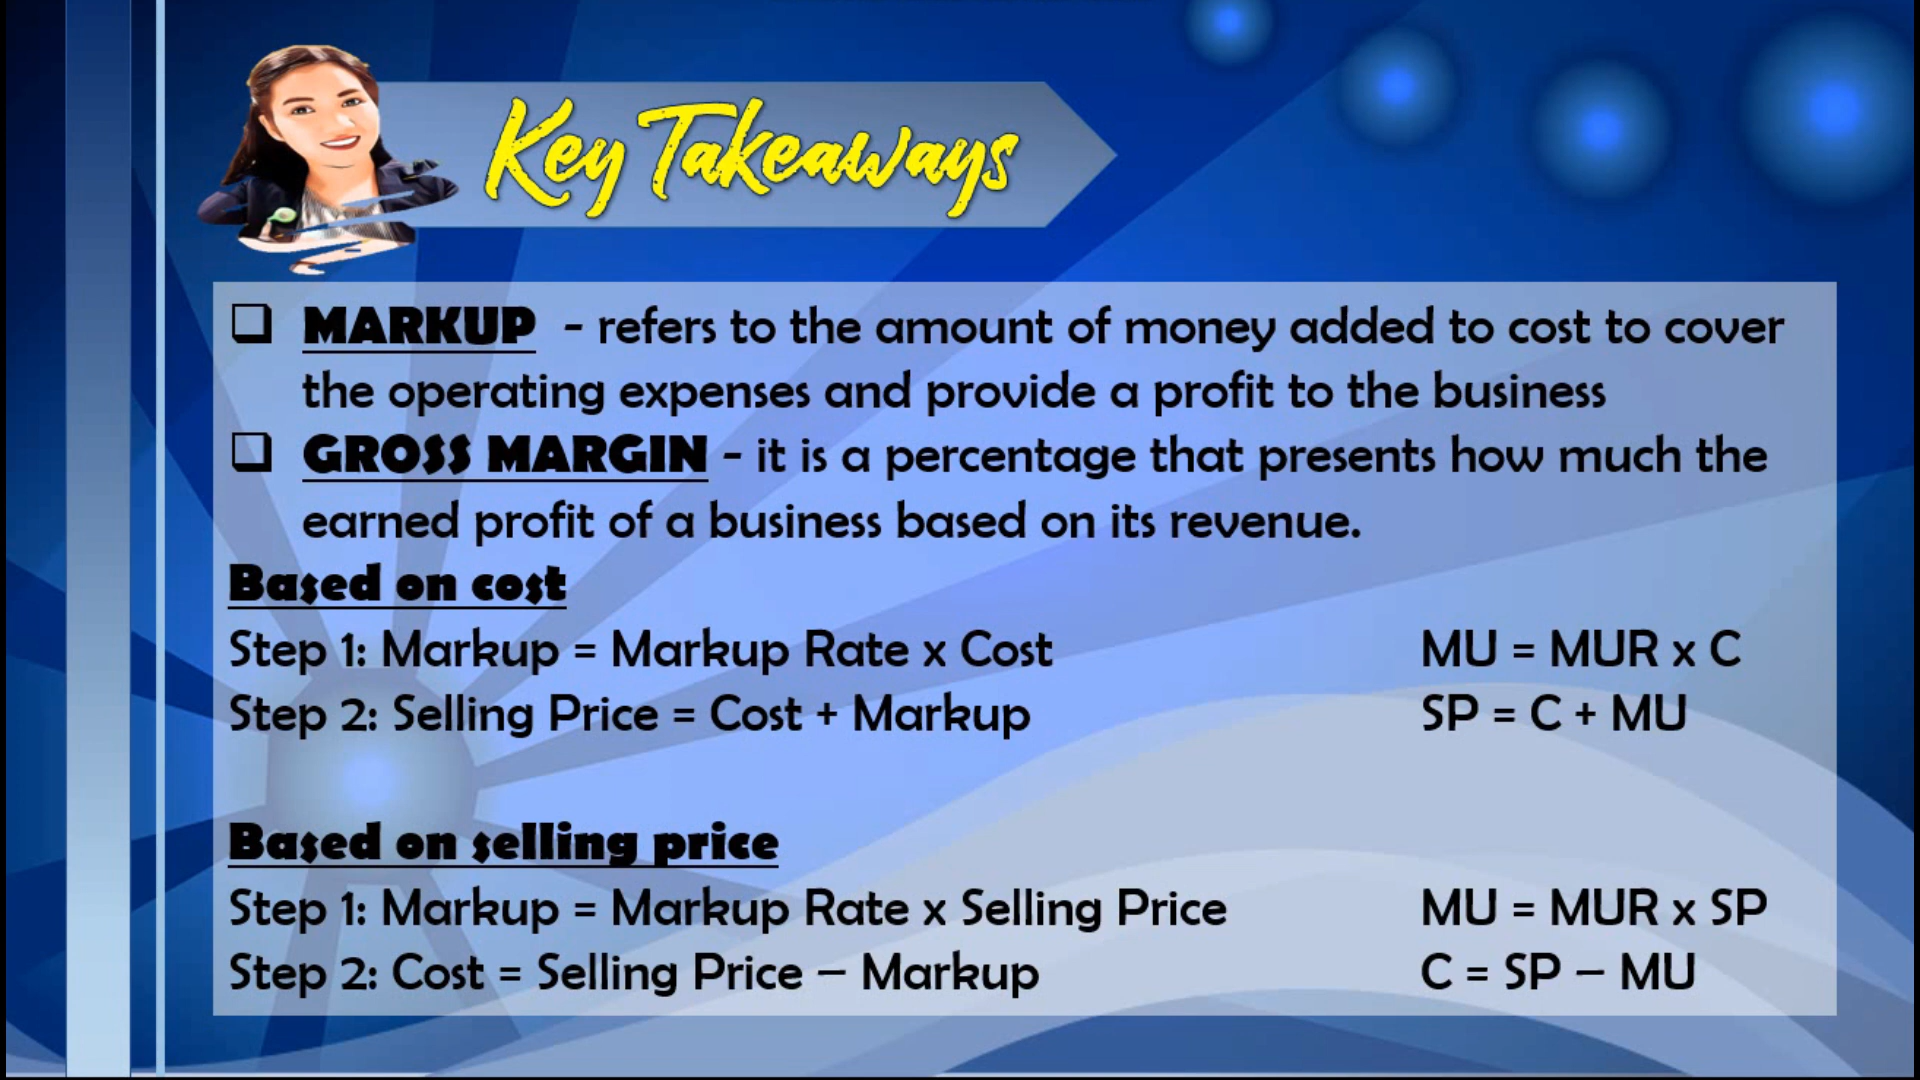 Key Takeaways
❑ MARKUP - refers to the amount of money added to cost to cover
the operating expenses and provide a profit to the business
❑ GROSS MARGIN - it is a percentage that presents how much the
earned profit of a business based on its revenue.
Based on cost
Step 1: Markup = Markup Rate x Cost MU = MUR x C
Step 2: Selling Price = Cost + Markup SP = C + MU
Based on selling price
Step 1: Markup = Markup Rate x Selling Price MU = MUR x SP
Step 2: Cost = Selling Price – Markup C = SP – MU